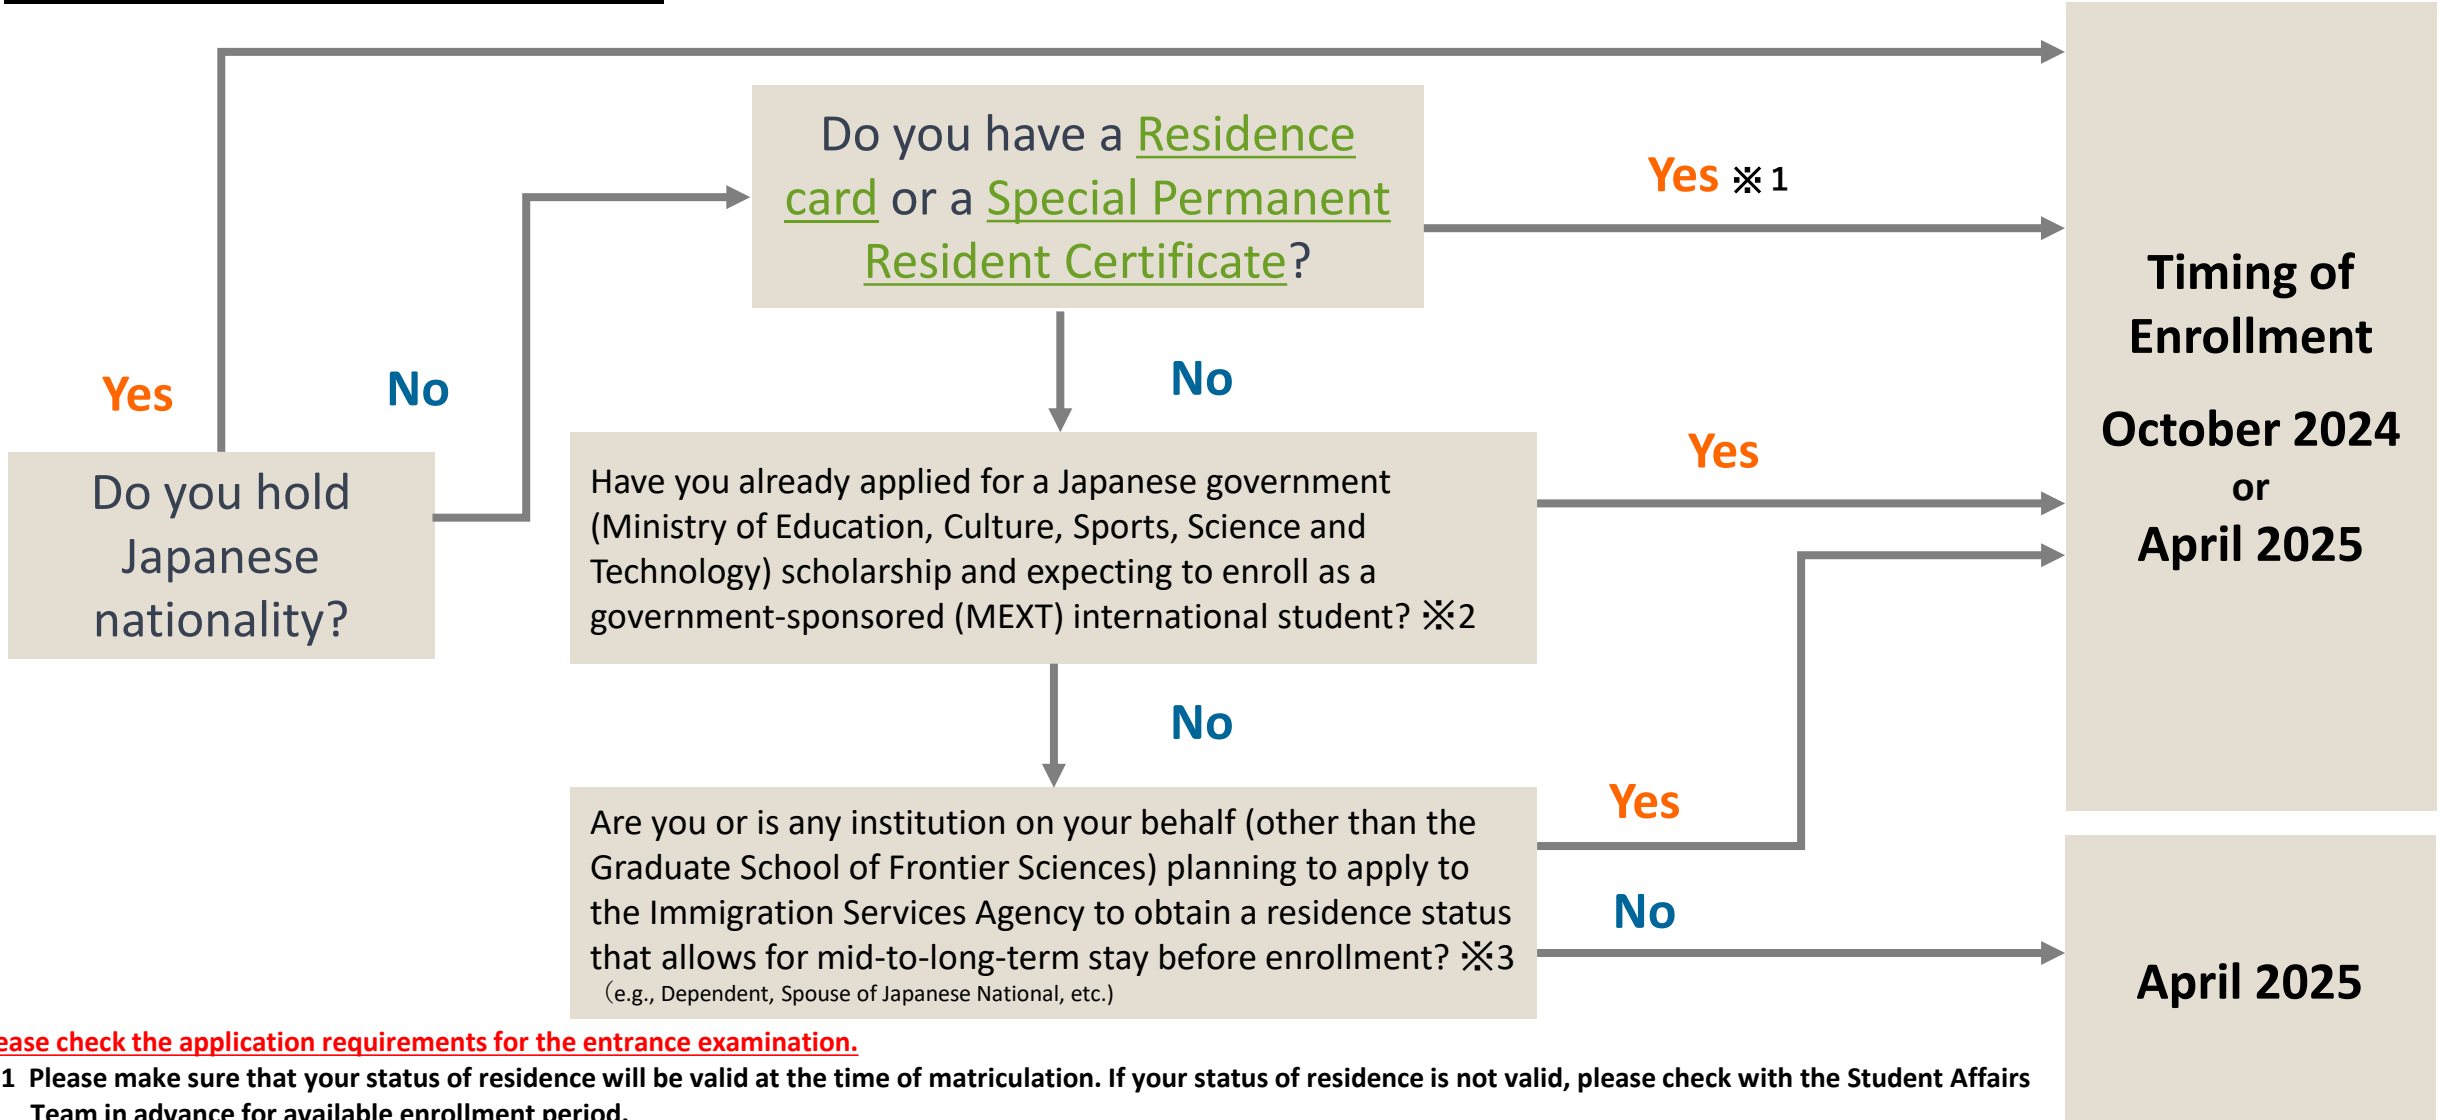 Do you have a Residence
card or a Special Permanent
Resident Certificate?
Yes ※1
Timing of
Enrollment
October 2024
or
April 2025
Yes
No
No
Do you hold
Japanese
nationality?
Have you already applied for a Japanese government
(Ministry of Education, Culture, Sports, Science and
Technology) scholarship and expecting to enroll as a
government-sponsored (MEXT) international student? ※2
Yes
No
Are you or is any institution on your behalf (other than the
Graduate School of Frontier Sciences) planning to apply to
the Immigration Services Agency to obtain a residence status
that allows for mid-to-long-term stay before enrollment? ※3
（e.g., Dependent, Spouse of Japanese National, etc.)
Yes
No
April 2025
ease check the application requirements for the entrance examination.
1 Please make sure that your status of residence will be valid at the time of matriculation. If your status of residence is not valid, please check with the Student Affairs
Team in advance for available enrollment period.